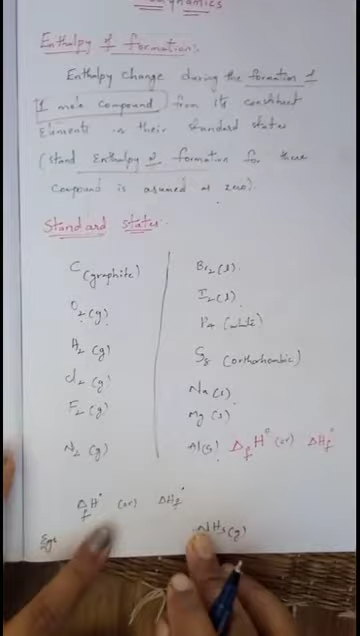 Enthalpy of formation:
Enthalpy change during the formation of
1 mole compound from its constituent
Elements in their standard states
(stand Enthalpy of formation for these
compound is assumed as zero).
Standard states:
C (graphite)
O2 (g)
H2 (g)
Cl2 (g)
F2 (g)
N2 (g)
Br2 (l)
I2 (s)
P4 (white)
S8 (orthorhombic)
Na (s)
Mg (s)
Al(s) ΔfH° (or) ΔHf°
ΔfH° (or) ΔHf°
Eg:
NH3(g)